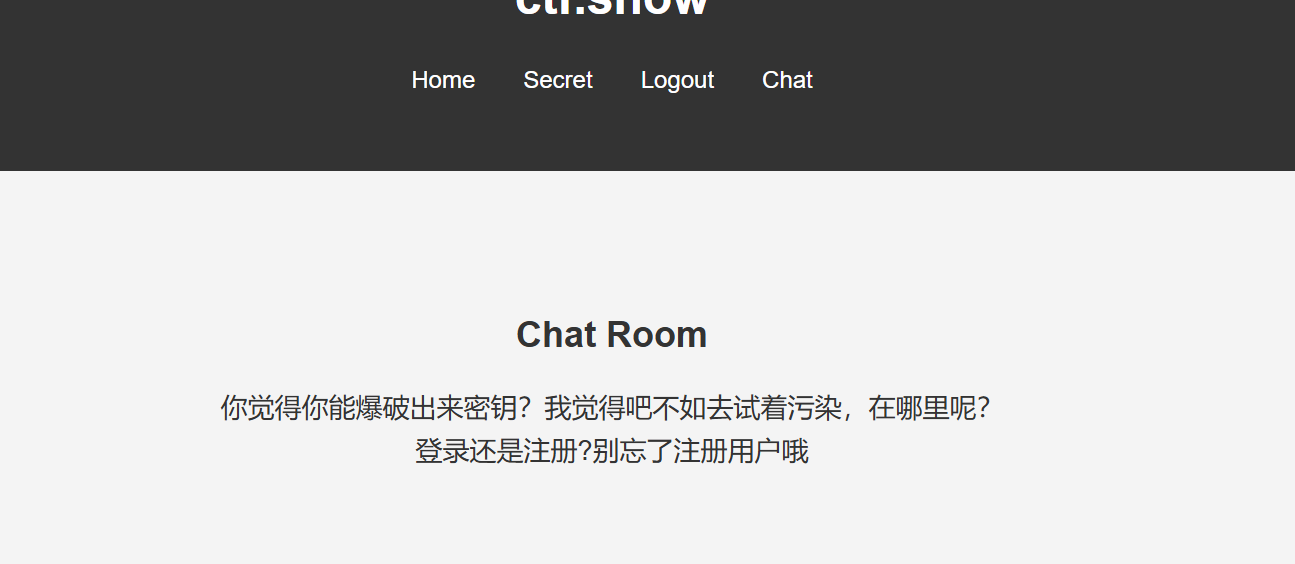 ctf.show
Home Secret Logout Chat
Chat Room
你觉得你能爆破出来密钥？我觉得吧不如去试着污染，在哪里呢？
登录还是注册?别忘了注册用户哦